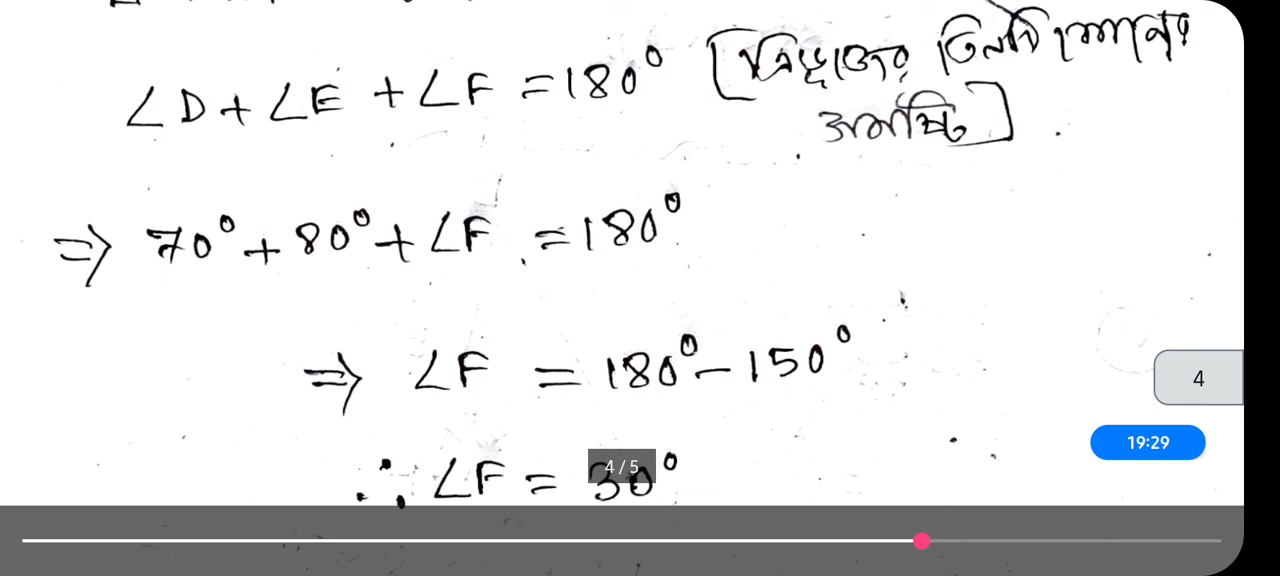 ∠D + ∠E + ∠F = 180° [ত্রিভুজের তিনটি কোণের
সমষ্টি]
⇒ 70° + 80° + ∠F = 180°
⇒ ∠F = 180° - 150°
4
19:29
∴ ∠F = 30°
4 / 5